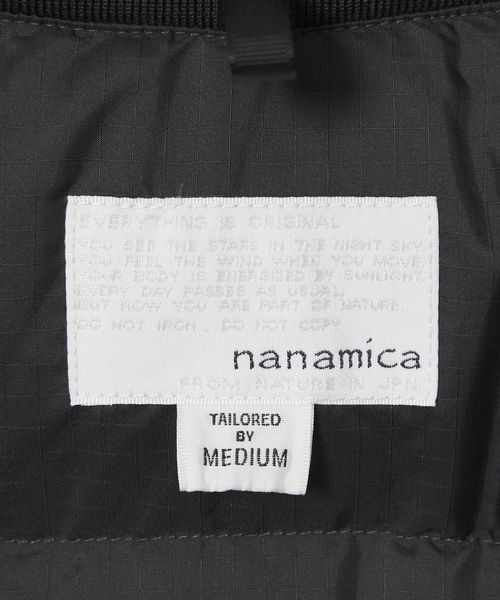 EVERYTHING IS ORIGINAL
YOU SEE THE STARS IN THE NIGHT SKY.
YOU FEEL THE WIND WHEN YOU MOVE.
YOUR BODY IS ENERGISED BY SUNLIGHT.
EVERY DAY PASSES AS USUAL.
BUT NOW YOU ARE PART OF NATURE.
DO NOT IRON . DO NOT COPY
nanamica
FROM NATURE IN JPN.
TAILORED
BY
MEDIUM